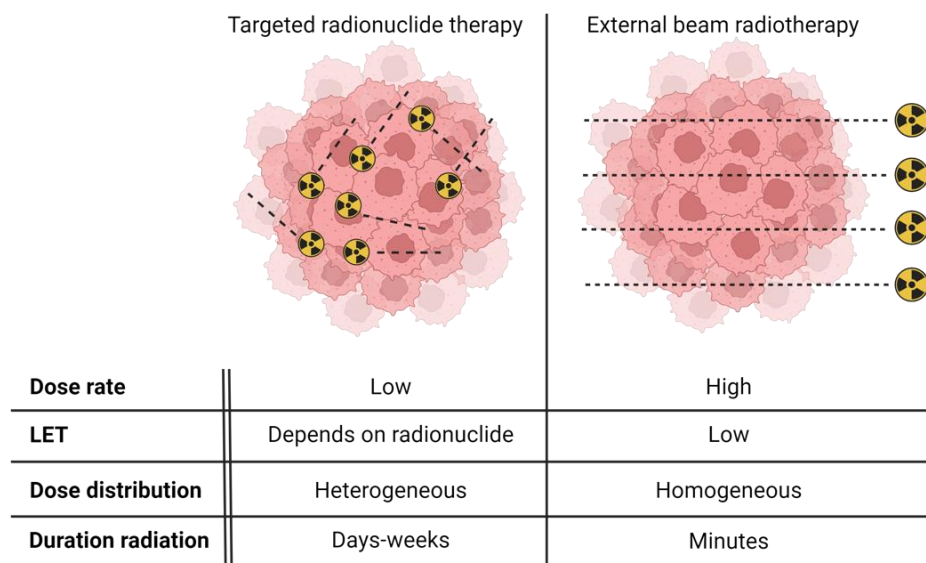 Targeted radionuclide therapy External beam radiotherapy
Dose rate Low High
LET Depends on radionuclide Low
Dose distribution Heterogeneous Homogeneous
Duration radiation Days-weeks Minutes